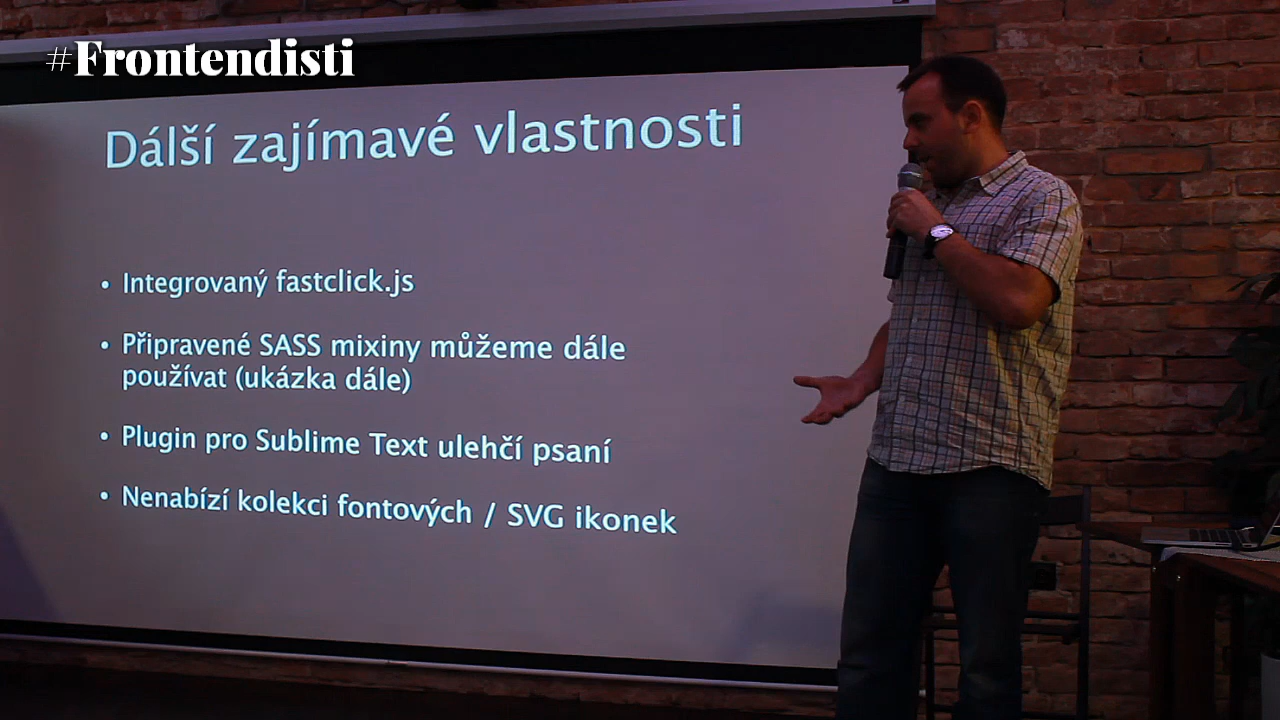 #Frontendisti
Dálší zajímavé vlastnosti
• Integrovaný fastclick.js
• Připravené SASS mixiny můžeme dále
používat (ukázka dále)
• Plugin pro Sublime Text ulehčí psaní
• Nenabízí kolekci fontových / SVG ikonek